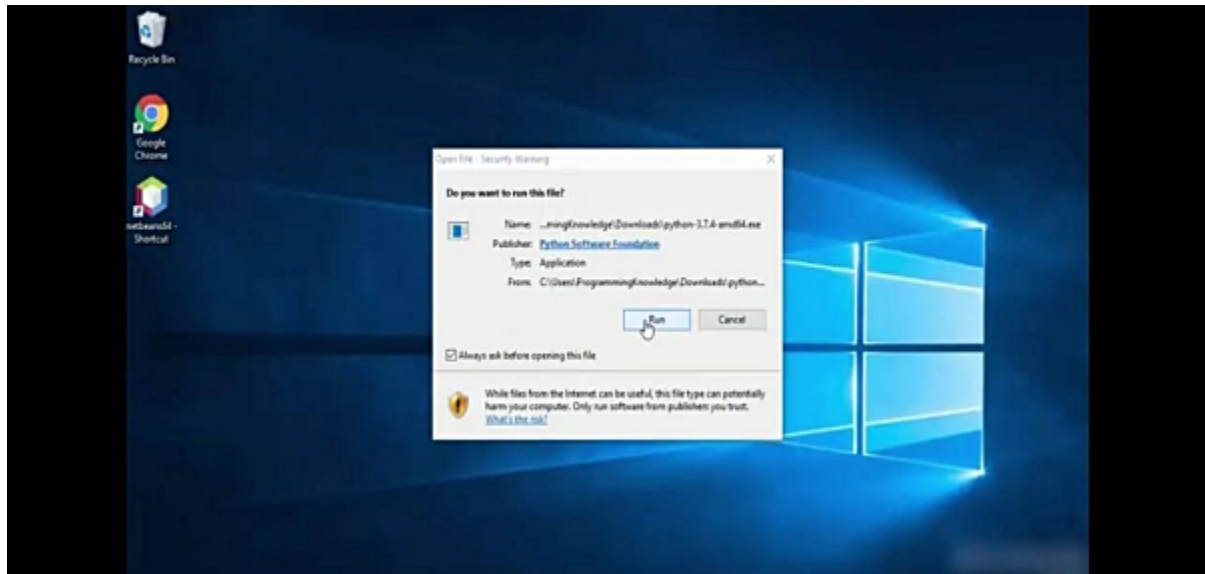 Recycle Bin
Google
Chrome
netbeans64 -
Shortcut
Open File - Security Warning
Do you want to run this file?
Name: ...mingKnowledge\Downloads\python-3.7.4-amd64.exe
Publisher: Python Software Foundation
Type: Application
From: C:\Users\ProgrammingKnowledge\Downloads\python...
Run
Cancel
Always ask before opening this file
While files from the Internet can be useful, this file type can potentially
harm your computer. Only run software from publishers you trust.
What's the risk?